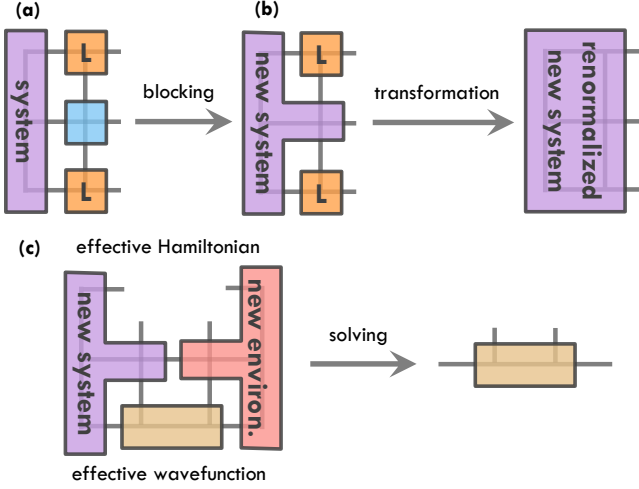 (a)
system
L
L
blocking
(b)
new system
L
L
transformation
renormalized
new system
(c)
effective Hamiltonian
new system
new environ.
solving
effective wavefunction